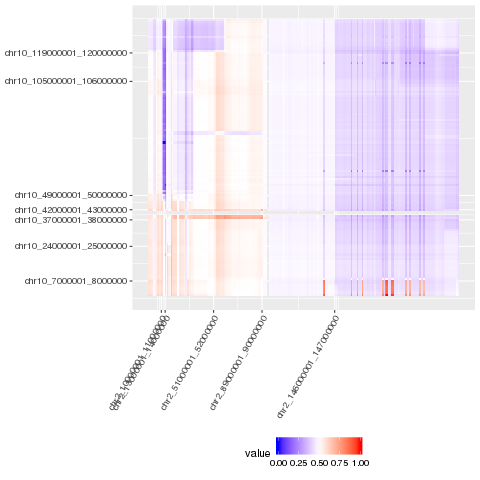 chr10_119000001_120000000
chr10_105000001_106000000
chr10_49000001_50000000
chr10_42000001_43000000
chr10_37000001_38000000
chr10_24000001_25000000
chr10_7000001_8000000
chr2_51000001_52000000
chr2_89000001_90000000
chr2_146000001_147000000
value
0.00 0.25 0.50 0.75 1.00